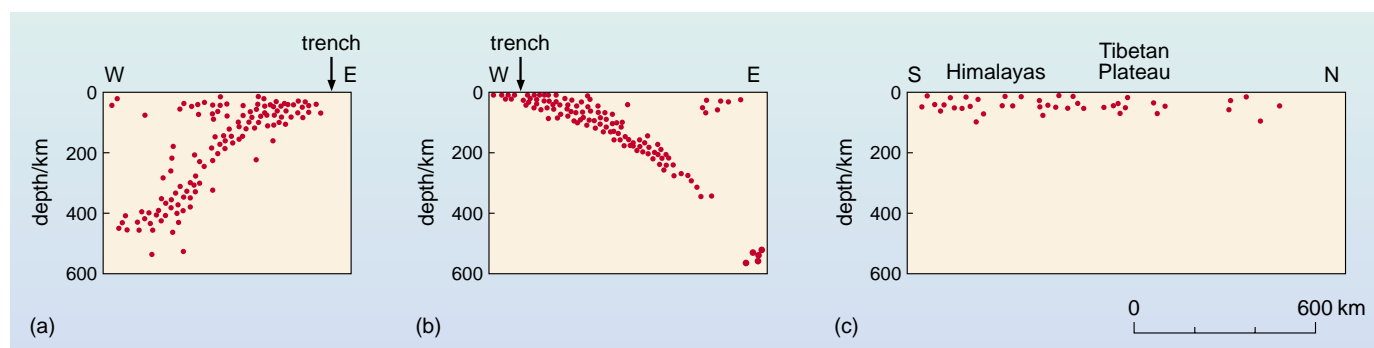 trench
W
E
0
200
400
600
depth/km
(a)
trench
W
E
0
200
400
600
depth/km
(b)
Tibetan
Plateau
S
Himalayas
N
0
200
400
600
depth/km
(c)
0
600 km